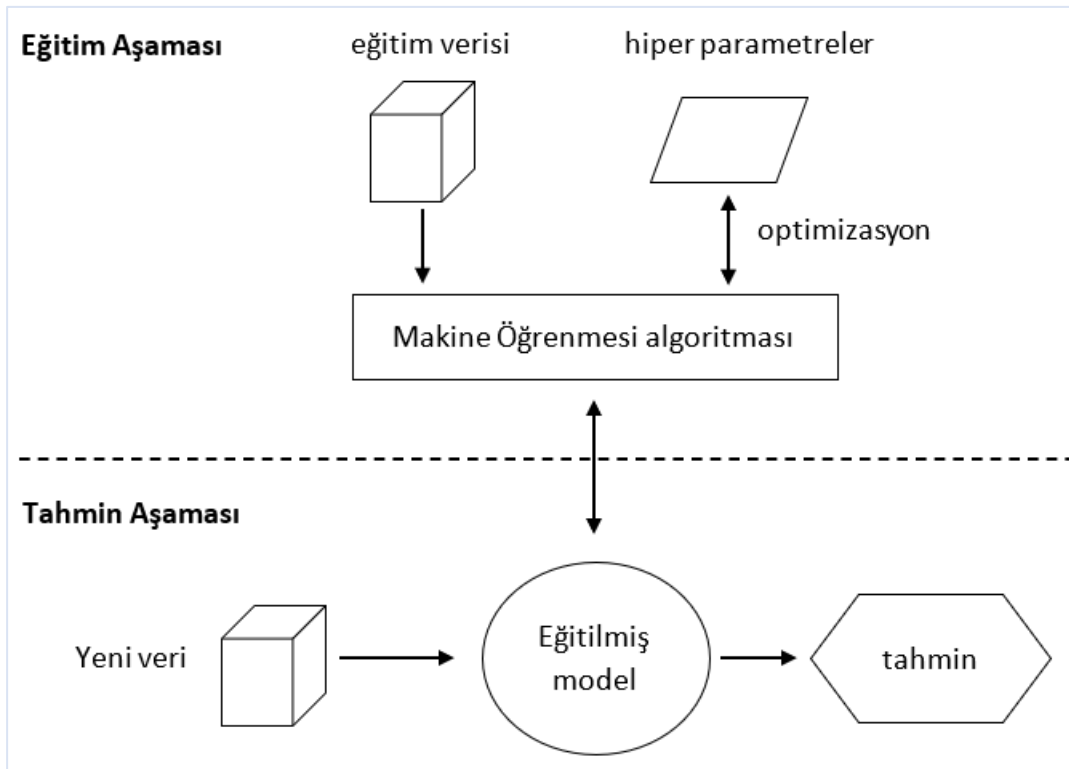 Eğitim Aşaması
eğitim verisi
hiper parametreler
optimizasyon
Makine Öğrenmesi algoritması
Tahmin Aşaması
Yeni veri
Eğitilmiş
model
tahmin